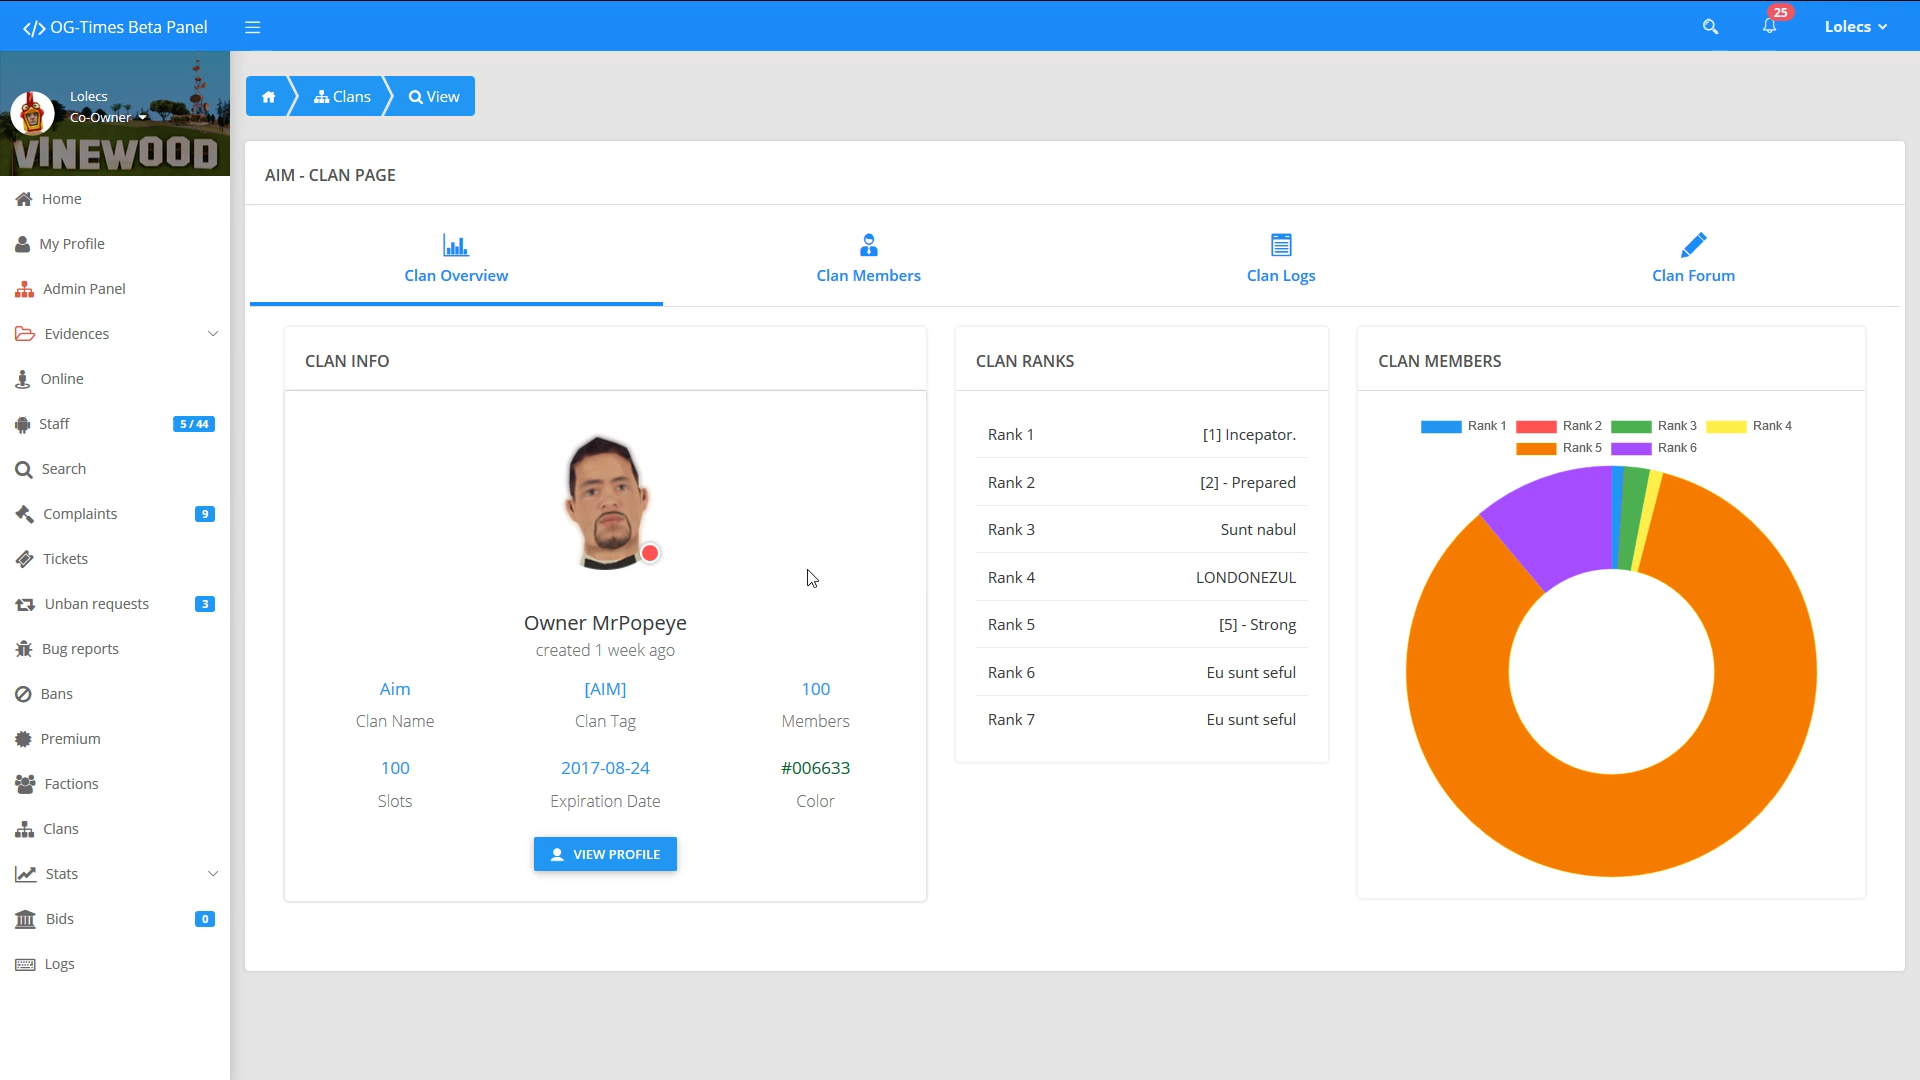 OG-Times Beta Panel
25
Lolecs
Lolecs
Co-Owner
VINEWOOD
Home
My Profile
Admin Panel
Evidences
Online
Staff 5 / 44
Search
Complaints 9
Tickets
Unban requests 3
Bug reports
Bans
Premium
Factions
Clans
Stats
Bids 0
Logs
Clans View
AIM - CLAN PAGE
Clan Overview Clan Members Clan Logs Clan Forum
CLAN INFO
Owner MrPopeye
created 1 week ago
Aim [AIM] 100
Clan Name Clan Tag Members
100 2017-08-24 #006633
Slots Expiration Date Color
VIEW PROFILE
CLAN RANKS
Rank 1 [1] Incepator.
Rank 2 [2] - Prepared
Rank 3 Sunt nabul
Rank 4 LONDONEZUL
Rank 5 [5] - Strong
Rank 6 Eu sunt seful
Rank 7 Eu sunt seful
CLAN MEMBERS
Rank 1 Rank 2 Rank 3 Rank 4
Rank 5 Rank 6